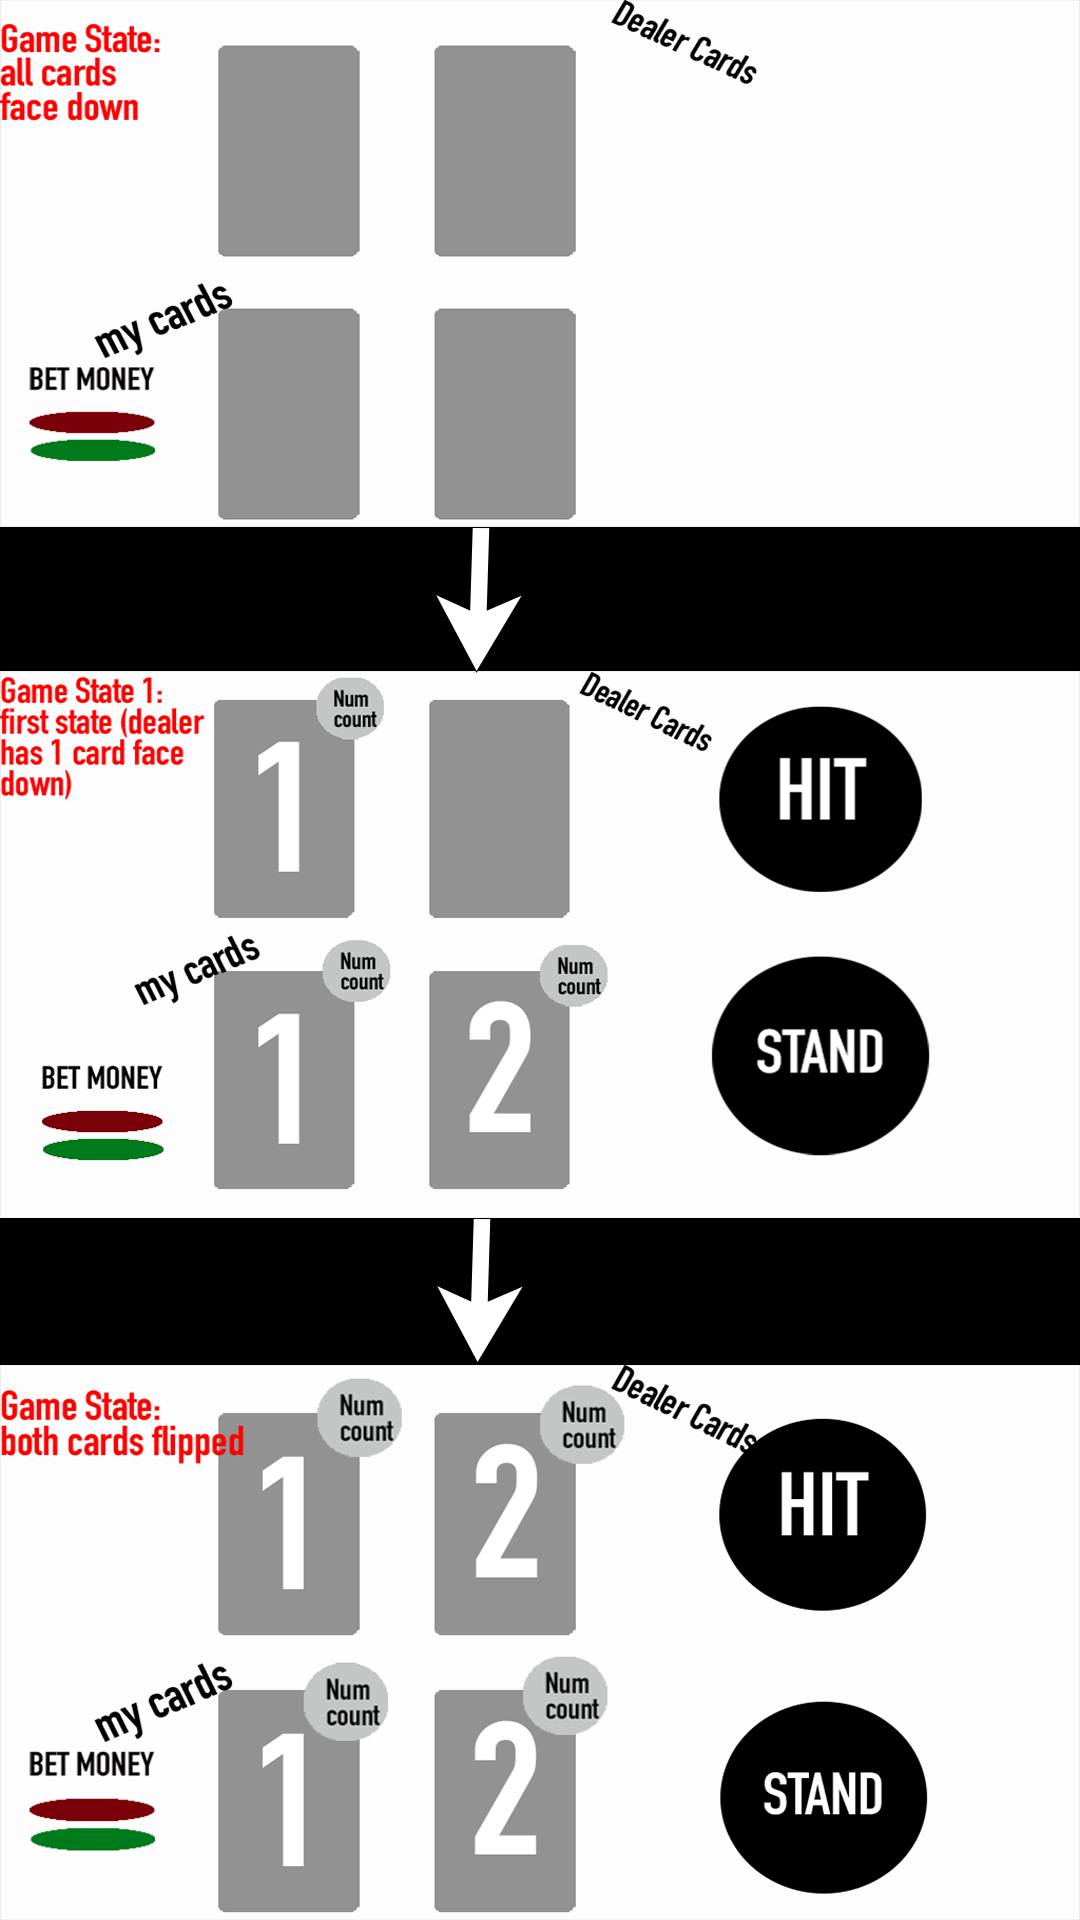 Game State:
all cards
face down
Dealer Cards
my cards
BET MONEY
Game State 1:
first state (dealer
has 1 card face
down)
1
Num
count
Dealer Cards
HIT
my cards
1
Num
count
2
Num
count
BET MONEY
STAND
Game State:
both cards flipped
1
Num
count
2
Num
count
Dealer Cards
HIT
my cards
BET MONEY
1
Num
count
2
Num
count
STAND